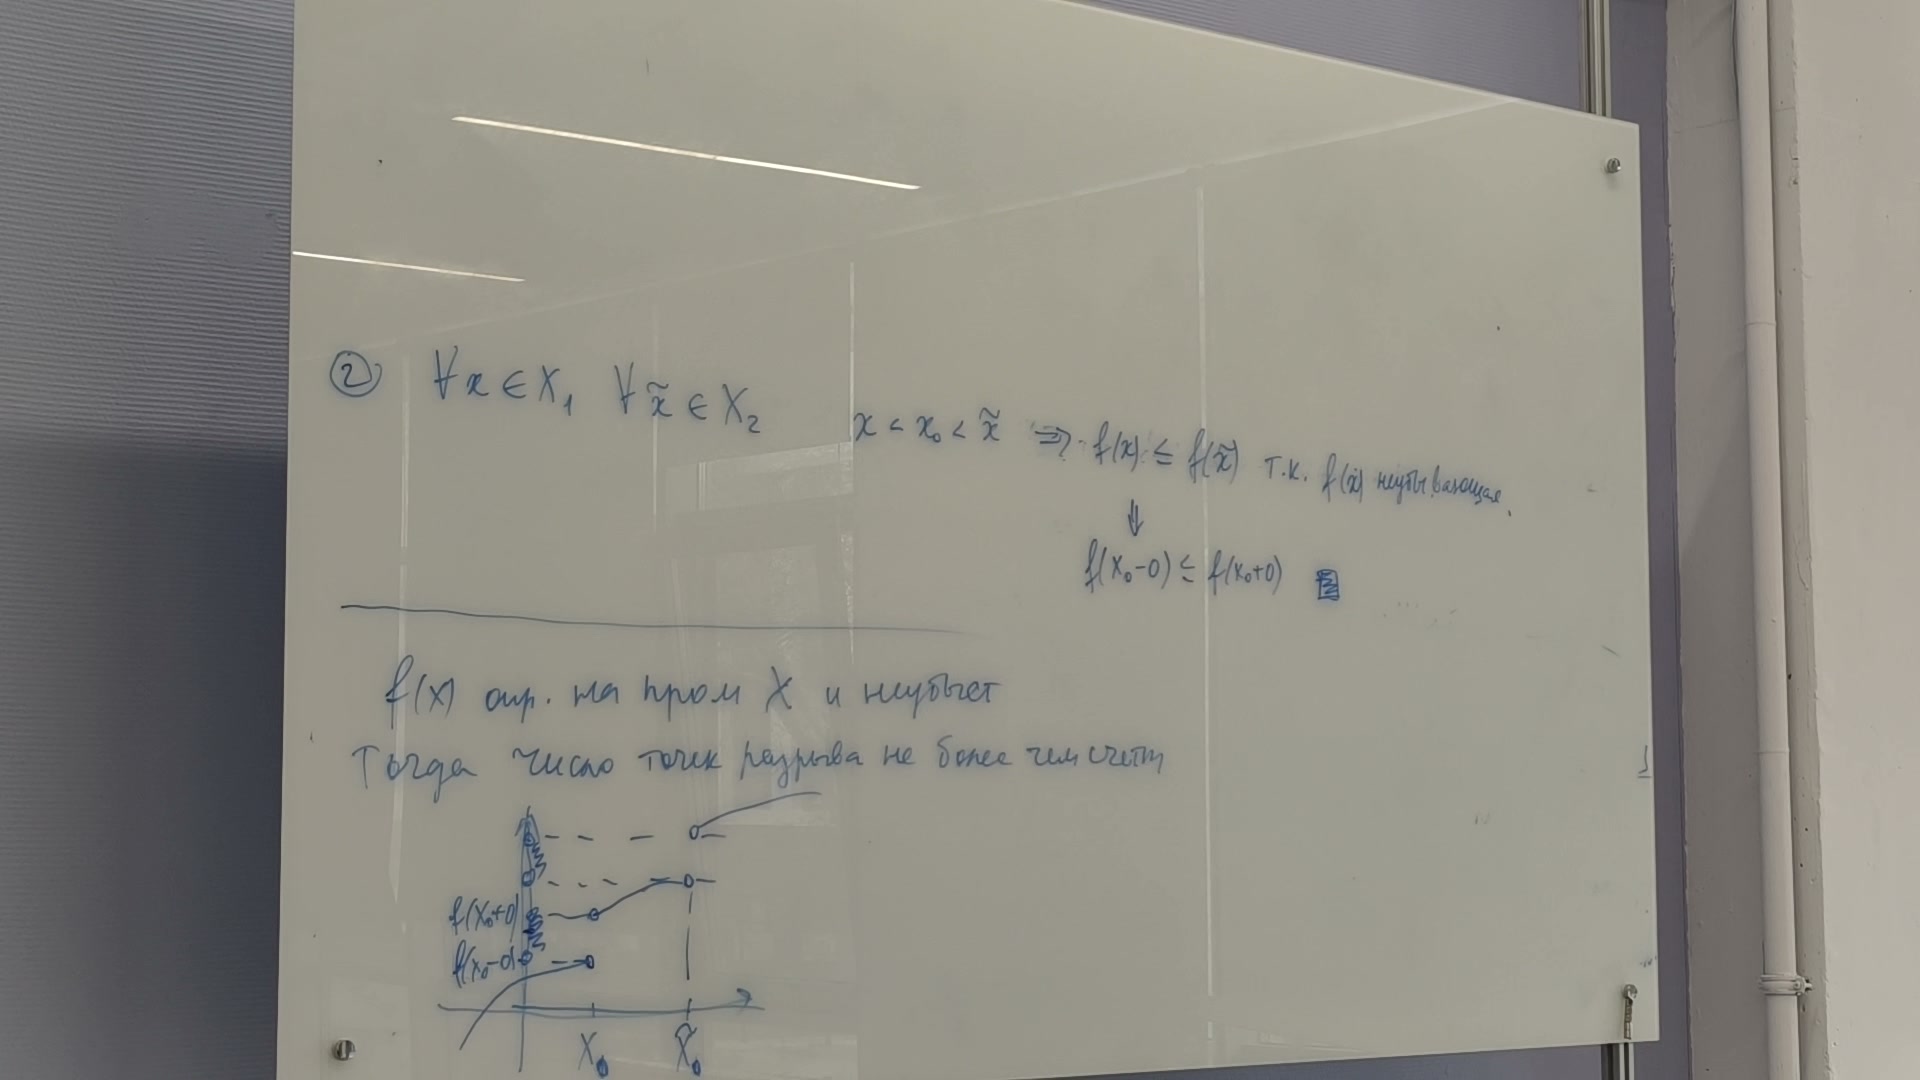 ② ∀x ∈ X₁ ∀x̃ ∈ X₂ x < x₀ < x̃ ⇒ f(x) ≤ f(x̃) т.к. f(x) неубывающая.
⇓
f(x₀-0) ≤ f(x₀+0)
f(x) опр. на пром X и неубывает
Тогда число точек разрыва не более чем счетн
f(x₀+0)
f(x₀-0)
x₀ x̃₀